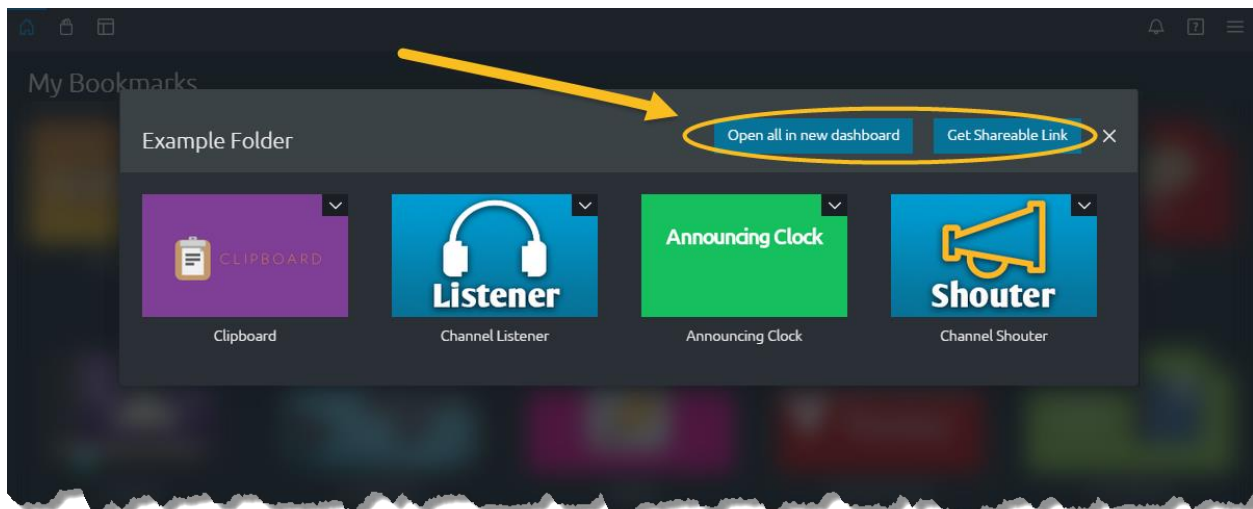 My Bookmarks
Example Folder
Open all in new dashboard
Get Shareable Link
CLIPBOARD
Listener
Announcing Clock
Shouter
Clipboard
Channel Listener
Announcing Clock
Channel Shouter